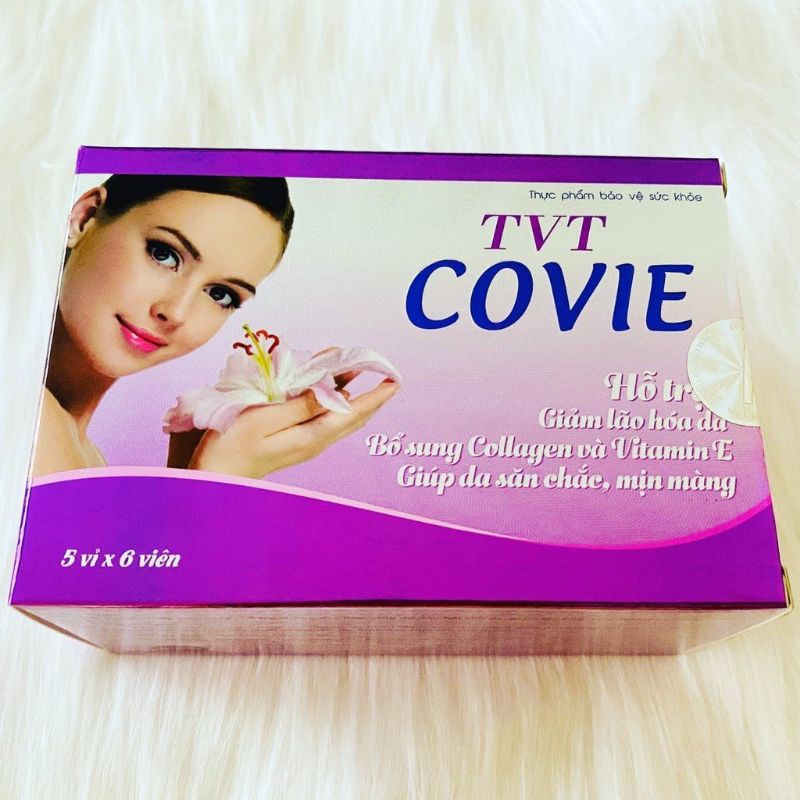 Thực phẩm bảo vệ sức khỏe
TVT
COVIE
Hỗ trợ
Giảm lão hóa da
Bổ sung Collagen và Vitamin E
Giúp da săn chắc, mịn màng
5 vỉ x 6 viên